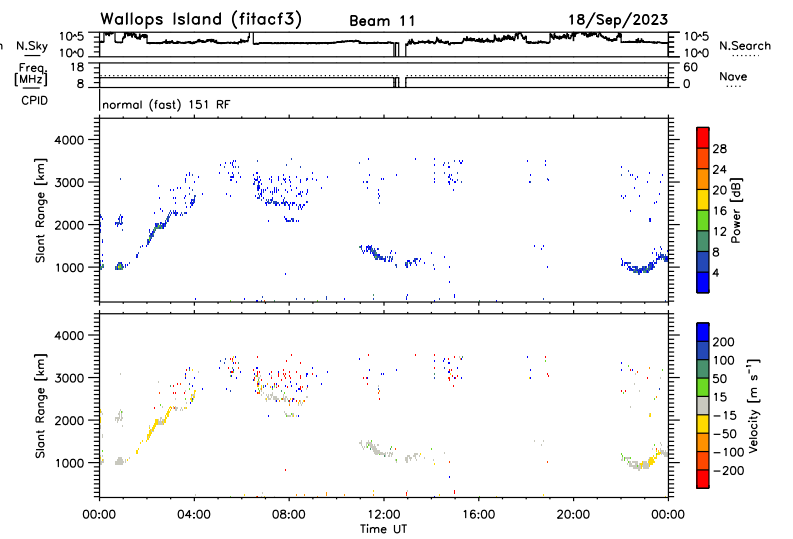 Wallops Island (fitacf3) Beam 11 18/Sep/2023
n N.Sky 10^5 10^0 10^5 10^0 N.Search
Freq. [MHz] 18 8 60 0 Nave
CPID normal (fast) 151 RF
Slant Range [km]
4000
3000
2000
1000
28
24
20
16
12
8
4
Power [dB]
Slant Range [km]
4000
3000
2000
1000
200
100
50
15
-15
-50
-100
-200
Velocity [m s⁻¹]
00:00 04:00 08:00 12:00 16:00 20:00 00:00
Time UT